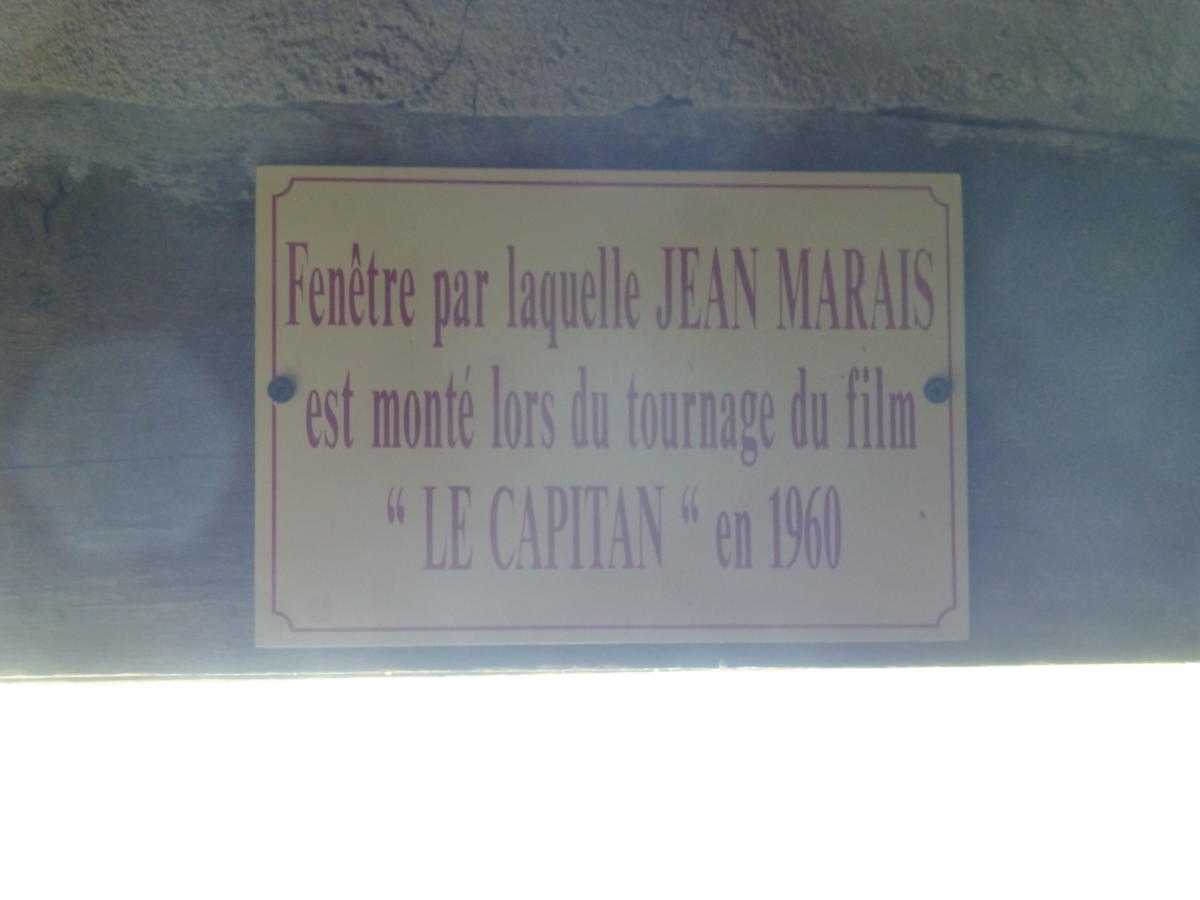 Fenêtre par laquelle JEAN MARAIS
est monté lors du tournage du film
“ LE CAPITAN “ en 1960